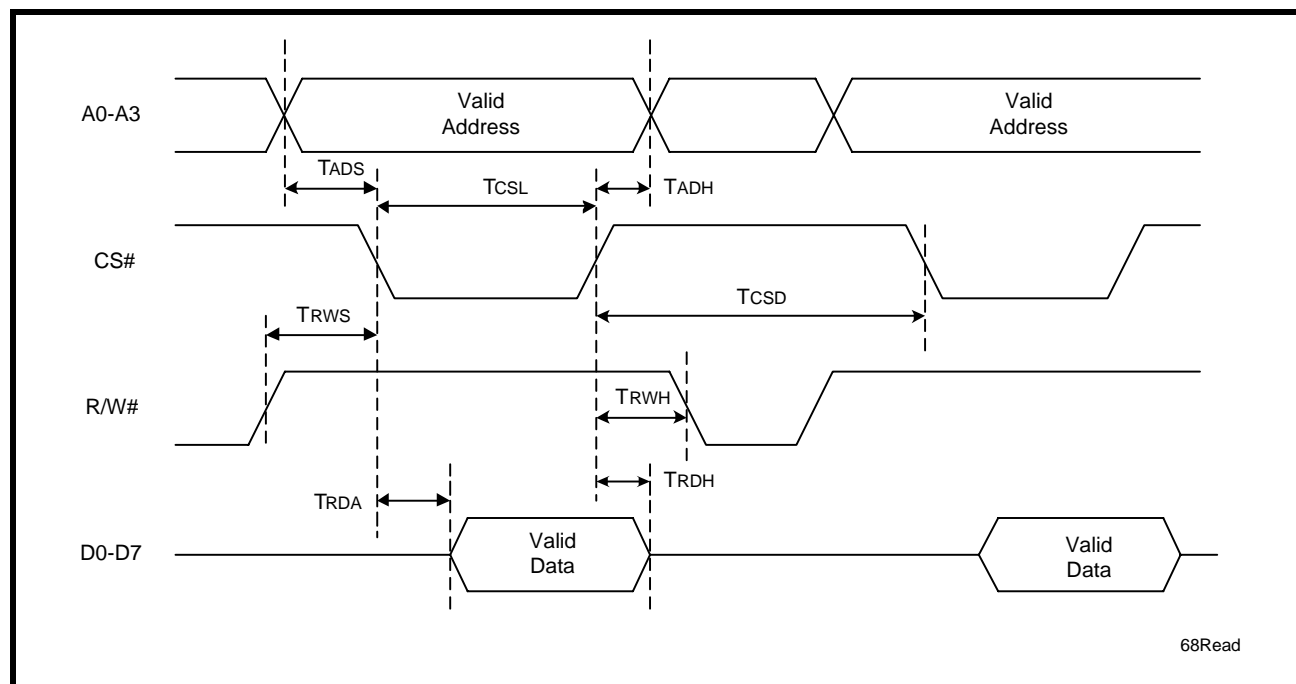 A0-A3
Valid
Address
Valid
Address
TADS
TCSL
TADH
CS#
TCSD
TRWS
R/W#
TRWH
TRDA
TRDH
D0-D7
Valid
Data
Valid
Data
68Read